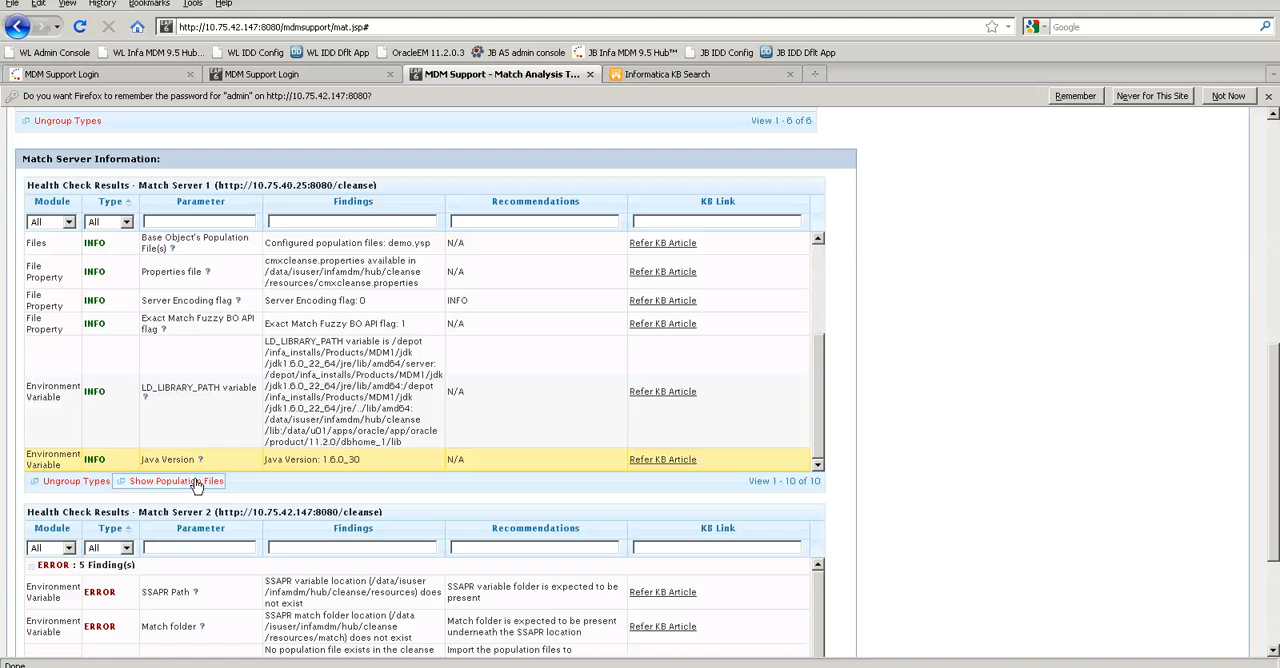 File Edit View History Bookmarks Tools Help
http://10.75.42.147:8080/mdmsupport/mat.jsp#
Google
WL Admin Console WL Infa MDM 9.5 Hub... WL IDD Config WL IDD Dflt App OracleEM 11.2.0.3 JB AS admin console JB Infa MDM 9.5 Hub™ JB IDD Config JB IDD Dflt App
MDM Support Login
MDM Support Login
MDM Support - Match Analysis T...
Informatica KB Search
Do you want Firefox to remember the password for "admin" on http://10.75.42.147:8080?
Remember Never for This Site Not Now
Ungroup Types View 1 - 6 of 6
Match Server Information:
Health Check Results - Match Server 1 (http://10.75.40.25:8080/cleanse)
Module Type Parameter Findings Recommendations KB Link
All All
Files INFO Base Object's Population
File(s) ? Configured population files: demo.ysp N/A Refer KB Article
File
Property INFO Properties file ? cmxcleanse.properties available in
/data/isuser/infamdm/hub/cleanse
/resources/cmxcleanse.properties N/A Refer KB Article
File
Property INFO Server Encoding flag ? Server Encoding flag: 0 INFO Refer KB Article
File
Property INFO Exact Match Fuzzy BO API
flag ? Exact Match Fuzzy BO API flag: 1 N/A Refer KB Article
Environment
Variable INFO LD_LIBRARY_PATH variable
? LD_LIBRARY_PATH variable is /depot
/infa_installs/Products/MDM1/jdk
/jdk1.6.0_22_64/jre/lib/amd64/server:
/depot/infa_installs/Products/MDM1/jdk
/jdk1.6.0_22_64/jre/lib/amd64:/depot
/infa_installs/Products/MDM1/jdk
/jdk1.6.0_22_64/jre/../lib/amd64:
/data/isuser/infamdm/hub/cleanse
/lib:/data/u01/apps/oracle/app/oracle
/product/11.2.0/dbhome_1/lib N/A Refer KB Article
Environment
Variable INFO Java Version ? Java Version: 1.6.0_30 N/A Refer KB Article
Ungroup Types Show Population Files View 1 - 10 of 10
Health Check Results - Match Server 2 (http://10.75.42.147:8080/cleanse)
Module Type Parameter Findings Recommendations KB Link
All All
ERROR : 5 Finding(s)
Environment
Variable ERROR SSAPR Path ? SSAPR variable location (/data/isuser
/infamdm/hub/cleanse/resources) does
not exist SSAPR variable folder is expected to be
present Refer KB Article
Environment
Variable ERROR Match folder ? SSAPR match folder location (/data
/isuser/infamdm/hub/cleanse
/resources/match) does not exist Match folder is expected to be present
underneath the SSAPR location Refer KB Article
No population file exists in the cleanse Import the population files to
Done